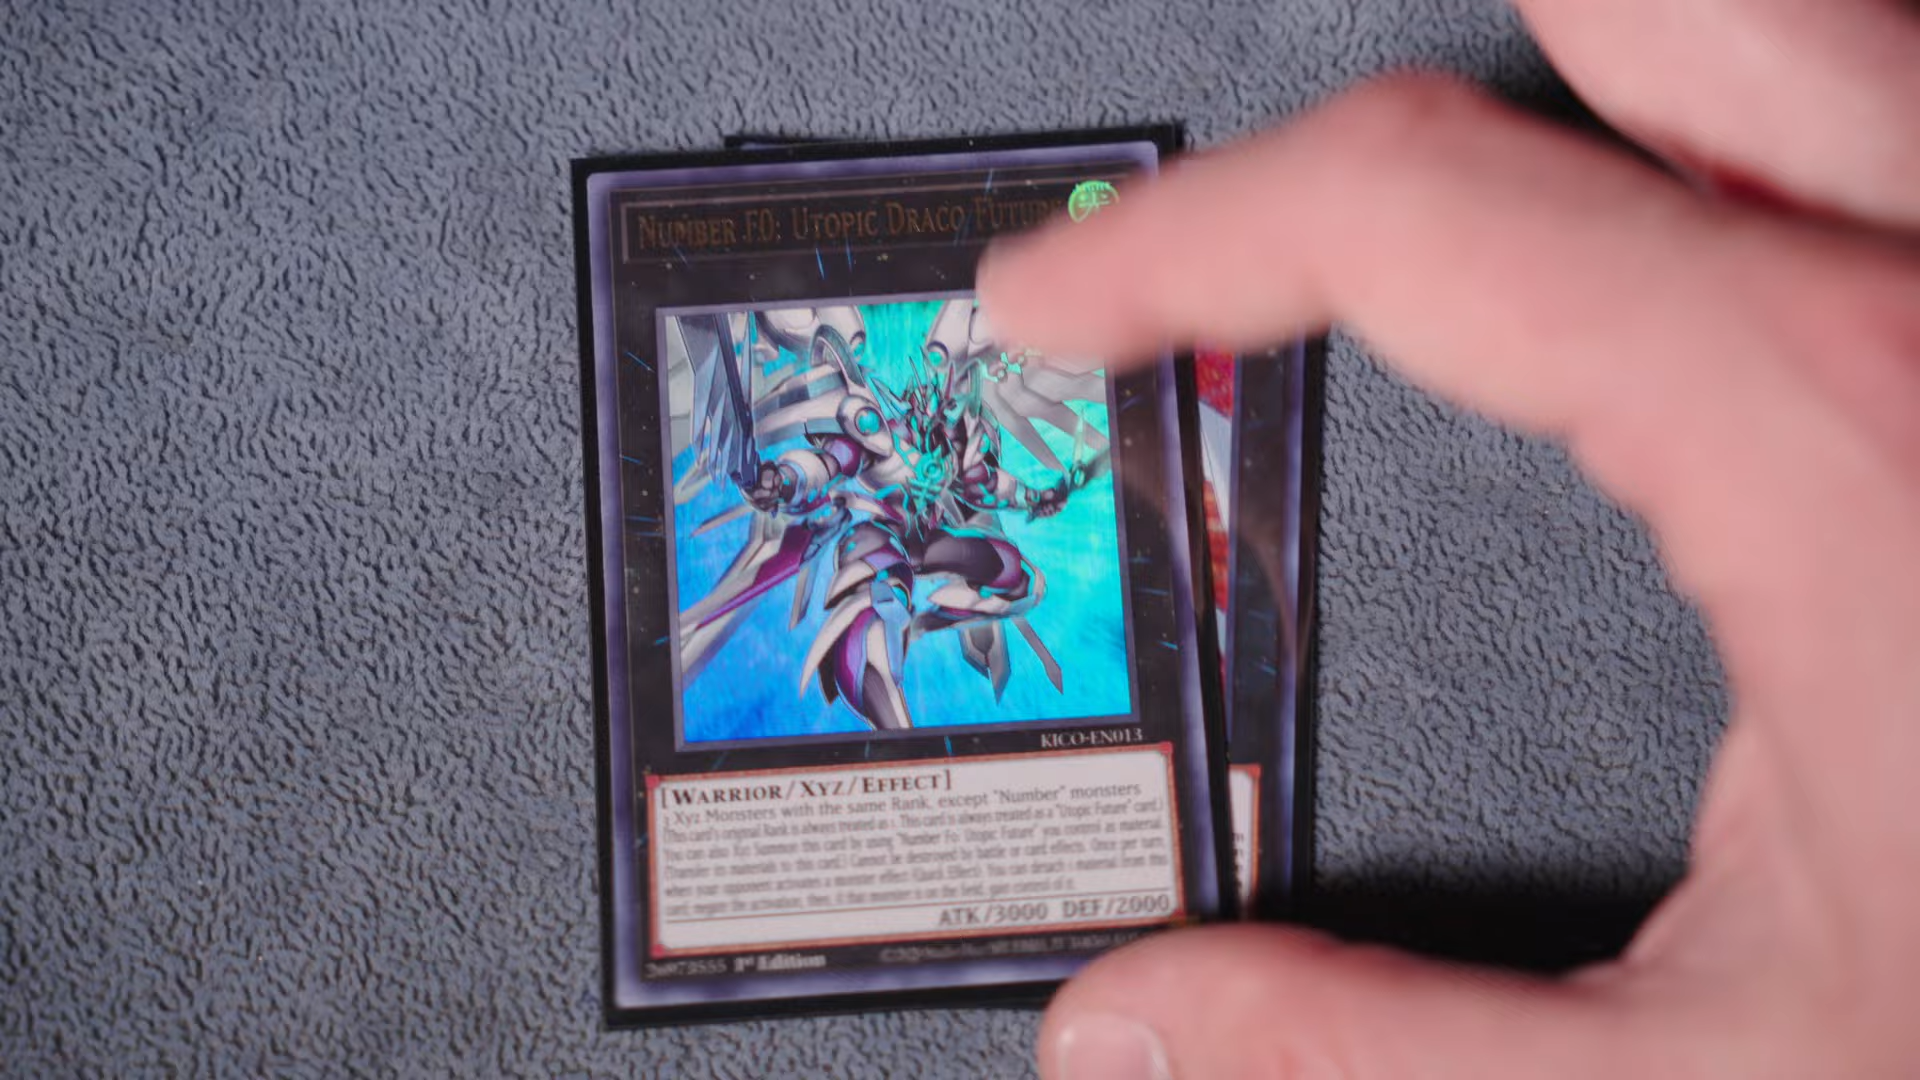 NUMBER F0: UTOPIC DRACO FUTURE
KICO-EN013
[WARRIOR/XYZ/EFFECT]
3 Xyz Monsters with the same Rank, except "Number" monsters
(This card's original Rank is always treated as 1. This card is always treated as a "Utopic Future" card.)
You can also Xyz Summon this card by using "Number F0: Utopic Future" you control as material.
(Transfer its materials to this card.) Cannot be destroyed by battle or card effects. Once per turn,
when your opponent activates a monster effect (Quick Effect): You can detach 1 material from this
card; negate the activation, then, if that monster is on the field, gain control of it.
ATK/3000 DEF/2000
1st Edition